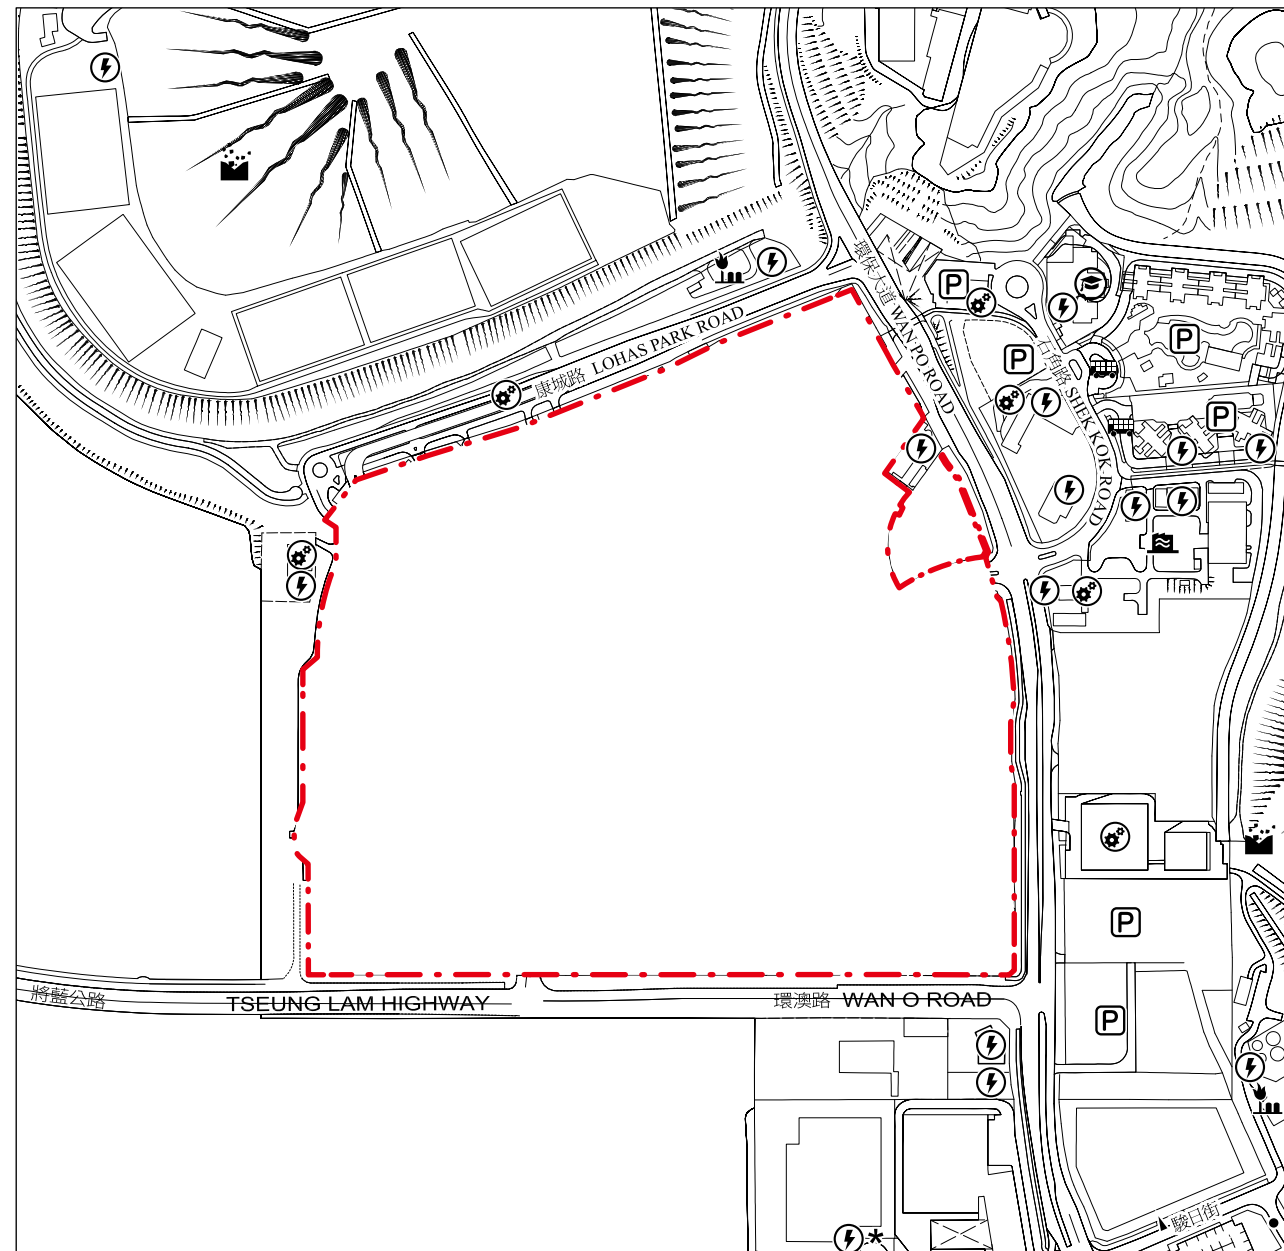 環保大道 WAN PO ROAD
P
康城路 LOHAS PARK ROAD
P
P
石角路 SHEK KOK ROAD
P
P
P
將藍公路
TSEUNG LAM HIGHWAY
環澳路 WAN O ROAD
*
駿日街